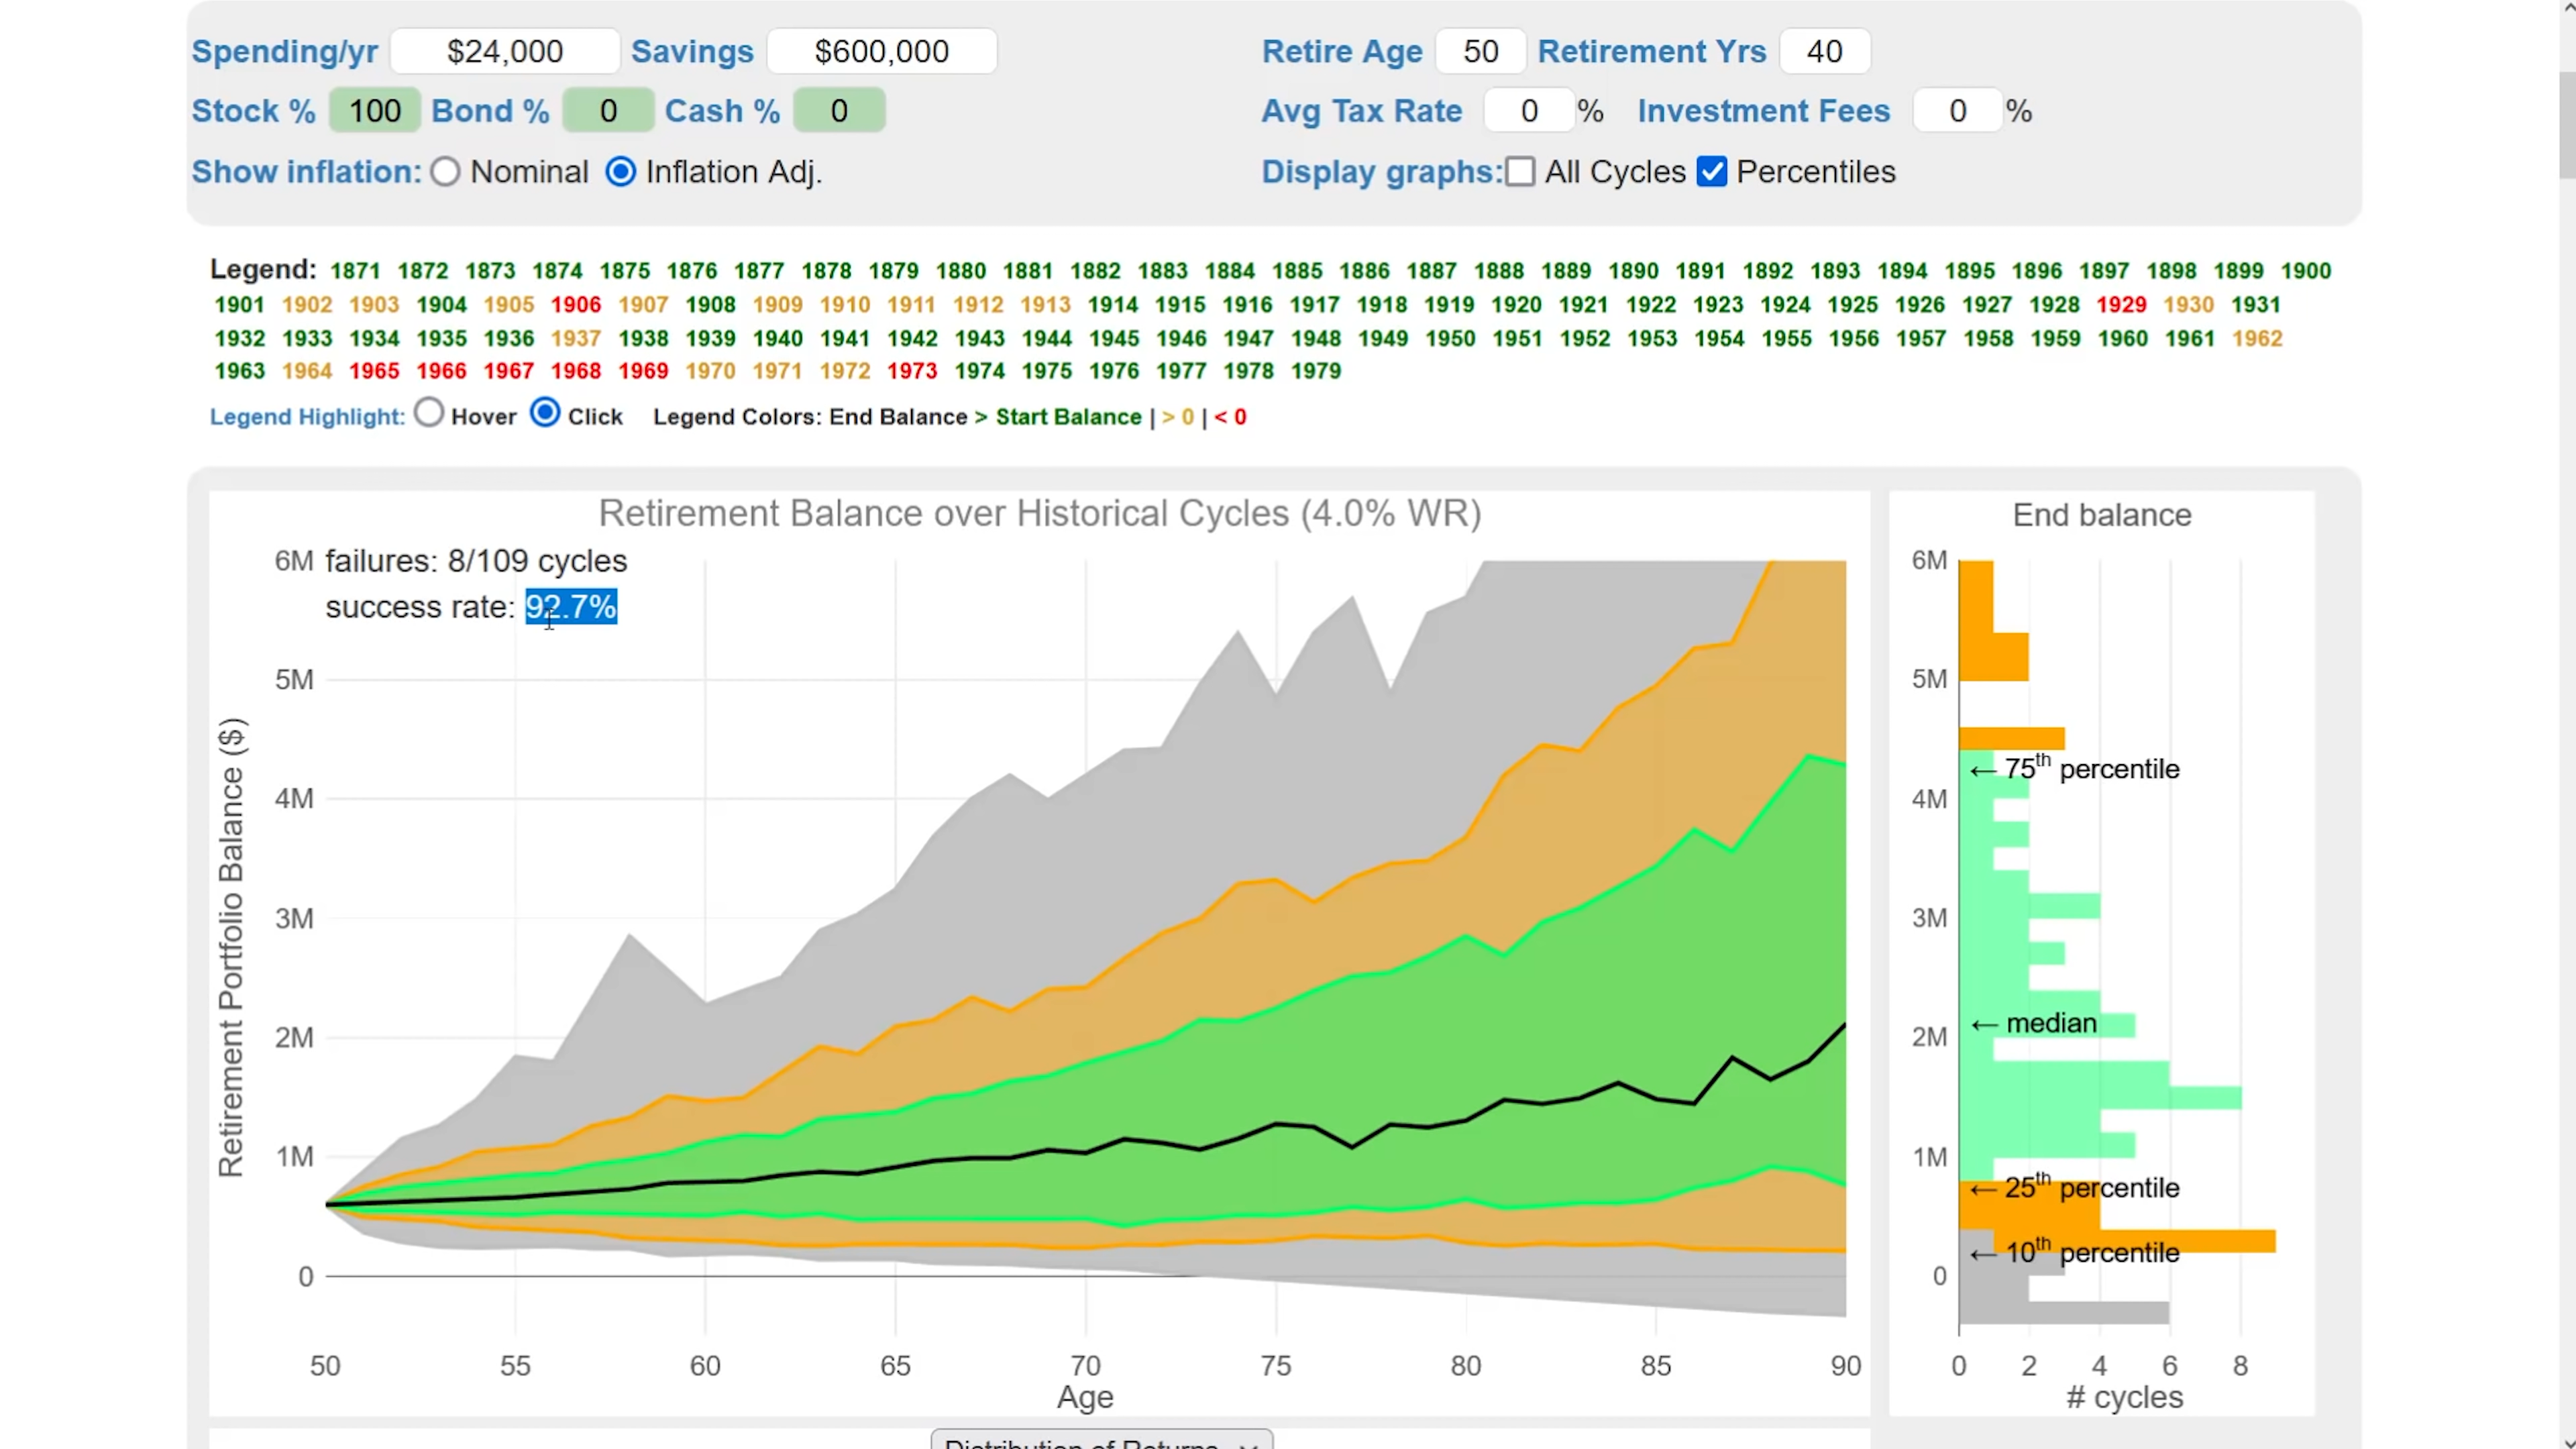 Spending/yr $24,000 Savings $600,000 Retire Age 50 Retirement Yrs 40
Stock % 100 Bond % 0 Cash % 0 Avg Tax Rate 0 % Investment Fees 0 %
Show inflation: Nominal Inflation Adj. Display graphs: All Cycles Percentiles
Legend: 1871 1872 1873 1874 1875 1876 1877 1878 1879 1880 1881 1882 1883 1884 1885 1886 1887 1888 1889 1890 1891 1892 1893 1894 1895 1896 1897 1898 1899 1900
1901 1902 1903 1904 1905 1906 1907 1908 1909 1910 1911 1912 1913 1914 1915 1916 1917 1918 1919 1920 1921 1922 1923 1924 1925 1926 1927 1928 1929 1930 1931
1932 1933 1934 1935 1936 1937 1938 1939 1940 1941 1942 1943 1944 1945 1946 1947 1948 1949 1950 1951 1952 1953 1954 1955 1956 1957 1958 1959 1960 1961 1962
1963 1964 1965 1966 1967 1968 1969 1970 1971 1972 1973 1974 1975 1976 1977 1978 1979
Legend Highlight: Hover Click Legend Colors: End Balance > Start Balance | > 0 | < 0
Retirement Balance over Historical Cycles (4.0% WR)
failures: 8/109 cycles
success rate: 92.7%
Retirement Portfolio Balance ($)
6M
5M
4M
3M
2M
1M
0
50 55 60 65 70 75 80 85 90
Age
End balance
6M
5M
4M
3M
2M
1M
0
← 75th percentile
← median
← 25th percentile
← 10th percentile
0 2 4 6 8
# cycles
Distribution of Returns